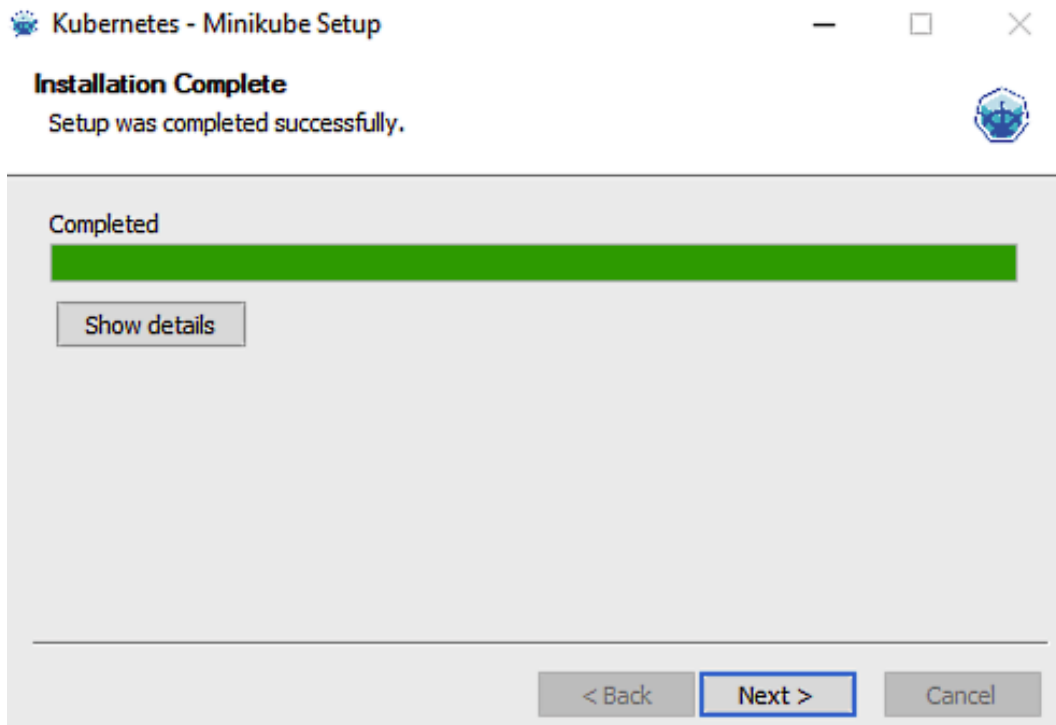 Kubernetes - Minikube Setup
Installation Complete
Setup was completed successfully.
Completed
Show details
< Back
Next >
Cancel